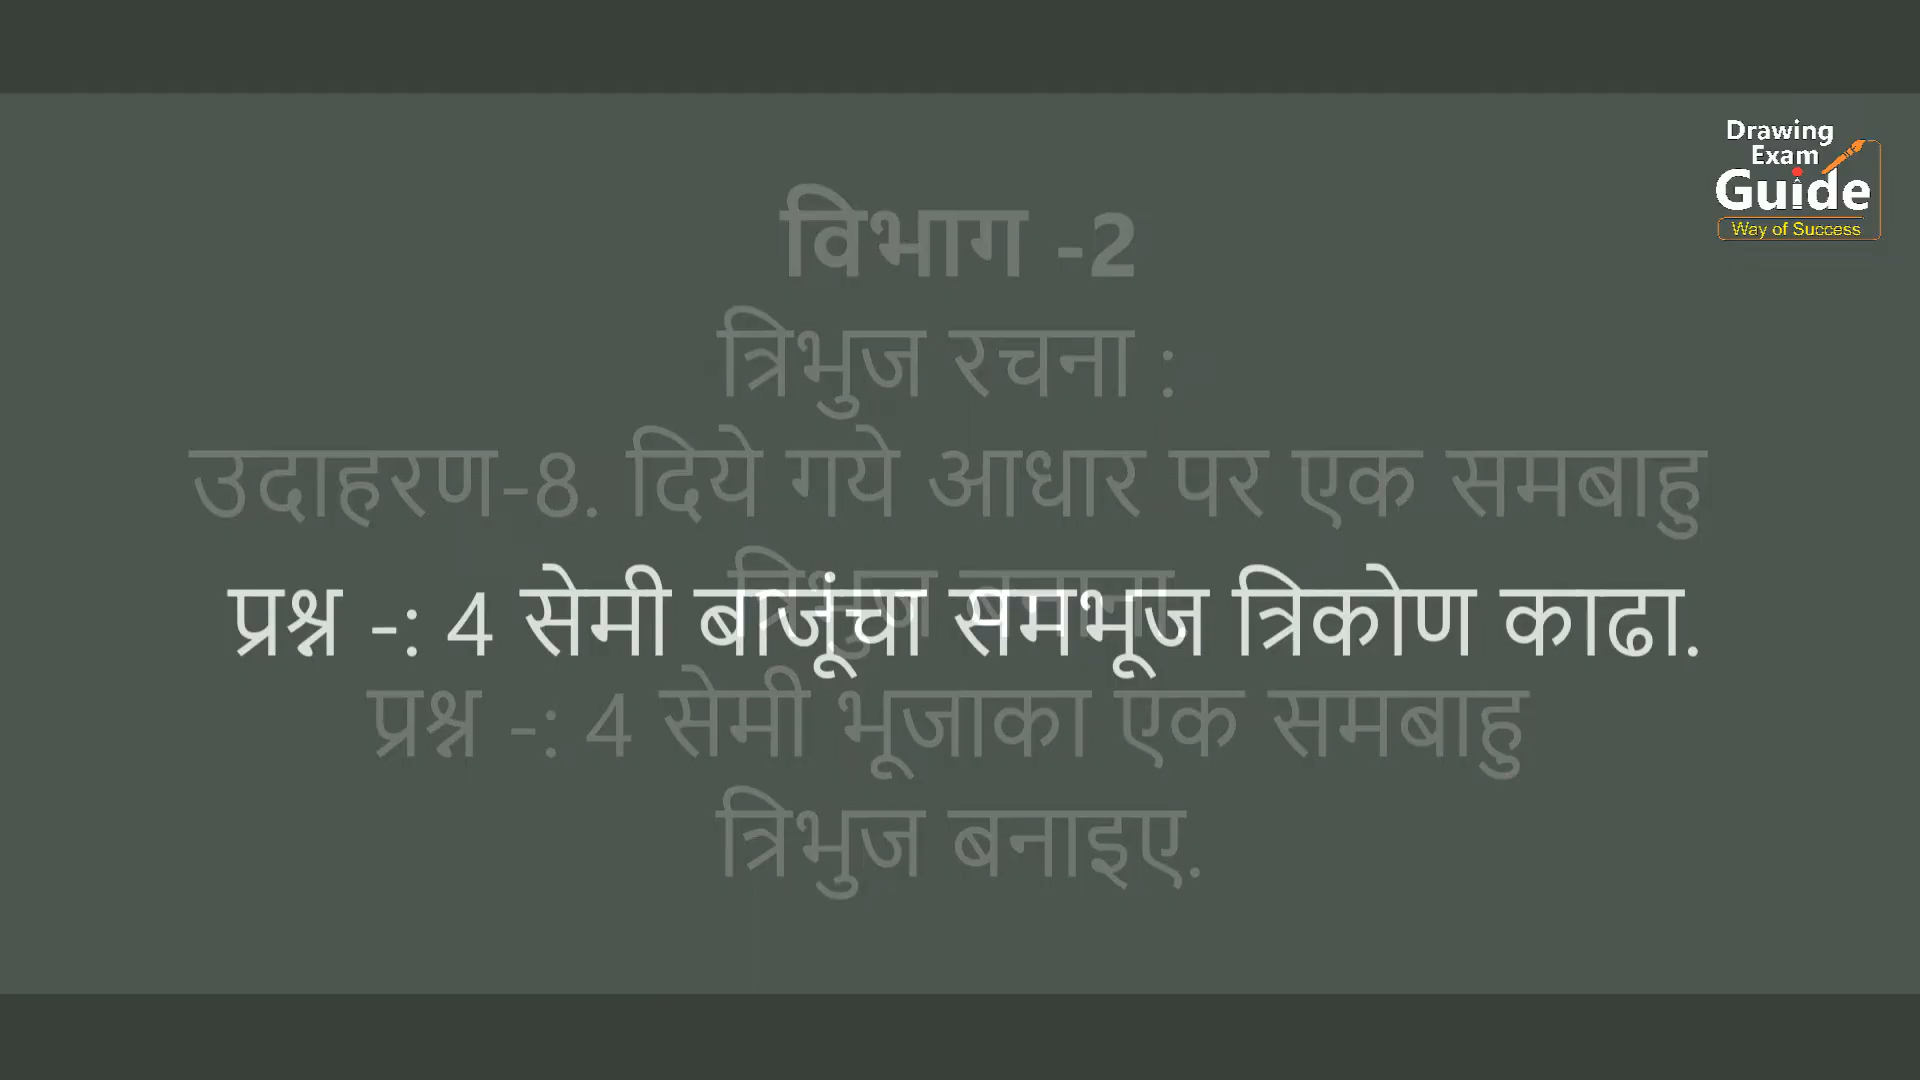 Drawing
Exam
Guide
Way of Success
विभाग -2
त्रिभुज रचना :
उदाहरण-8. दिये गये आधार पर एक समबाहु
त्रिभुज बनाना
प्रश्न -: 4 सेमी बाजूंचा समभूज त्रिकोण काढा.
प्रश्न -: 4 सेमी भूजाका एक समबाहु
त्रिभुज बनाइए.